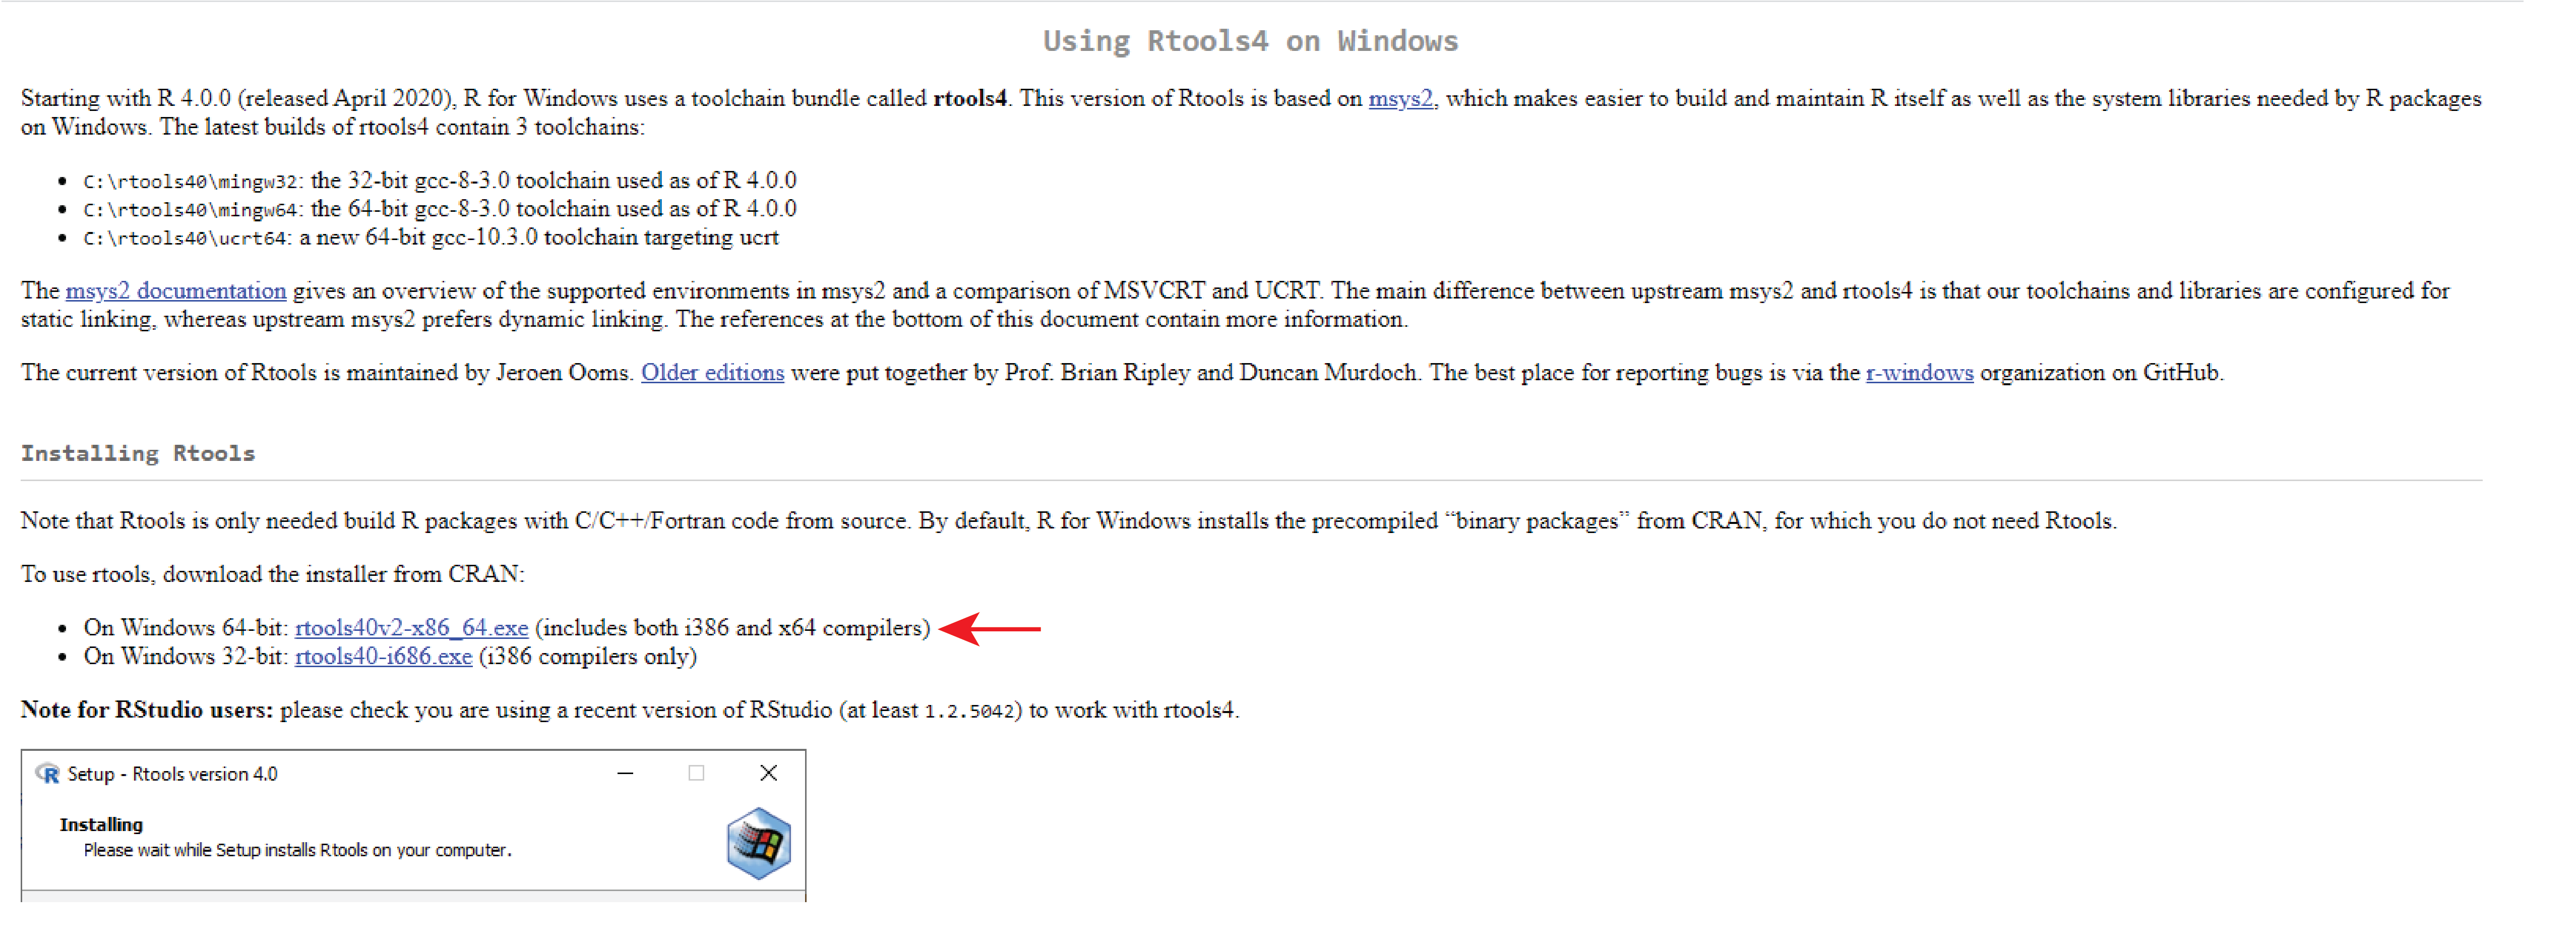 Using Rtools4 on Windows
Starting with R 4.0.0 (released April 2020), R for Windows uses a toolchain bundle called rtools4. This version of Rtools is based on msys2, which makes easier to build and maintain R itself as well as the system libraries needed by R packages
on Windows. The latest builds of rtools4 contain 3 toolchains:
• C:\rtools40\mingw32: the 32-bit gcc-8-3.0 toolchain used as of R 4.0.0
• C:\rtools40\mingw64: the 64-bit gcc-8-3.0 toolchain used as of R 4.0.0
• C:\rtools40\ucrt64: a new 64-bit gcc-10.3.0 toolchain targeting ucrt
The msys2 documentation gives an overview of the supported environments in msys2 and a comparison of MSVCRT and UCRT. The main difference between upstream msys2 and rtools4 is that our toolchains and libraries are configured for
static linking, whereas upstream msys2 prefers dynamic linking. The references at the bottom of this document contain more information.
The current version of Rtools is maintained by Jeroen Ooms. Older editions were put together by Prof. Brian Ripley and Duncan Murdoch. The best place for reporting bugs is via the r-windows organization on GitHub.
Installing Rtools
Note that Rtools is only needed build R packages with C/C++/Fortran code from source. By default, R for Windows installs the precompiled “binary packages” from CRAN, for which you do not need Rtools.
To use rtools, download the installer from CRAN:
• On Windows 64-bit: rtools40v2-x86_64.exe (includes both i386 and x64 compilers)
• On Windows 32-bit: rtools40-i686.exe (i386 compilers only)
Note for RStudio users: please check you are using a recent version of RStudio (at least 1.2.5042) to work with rtools4.
R Setup - Rtools version 4.0
Installing
Please wait while Setup installs Rtools on your computer.